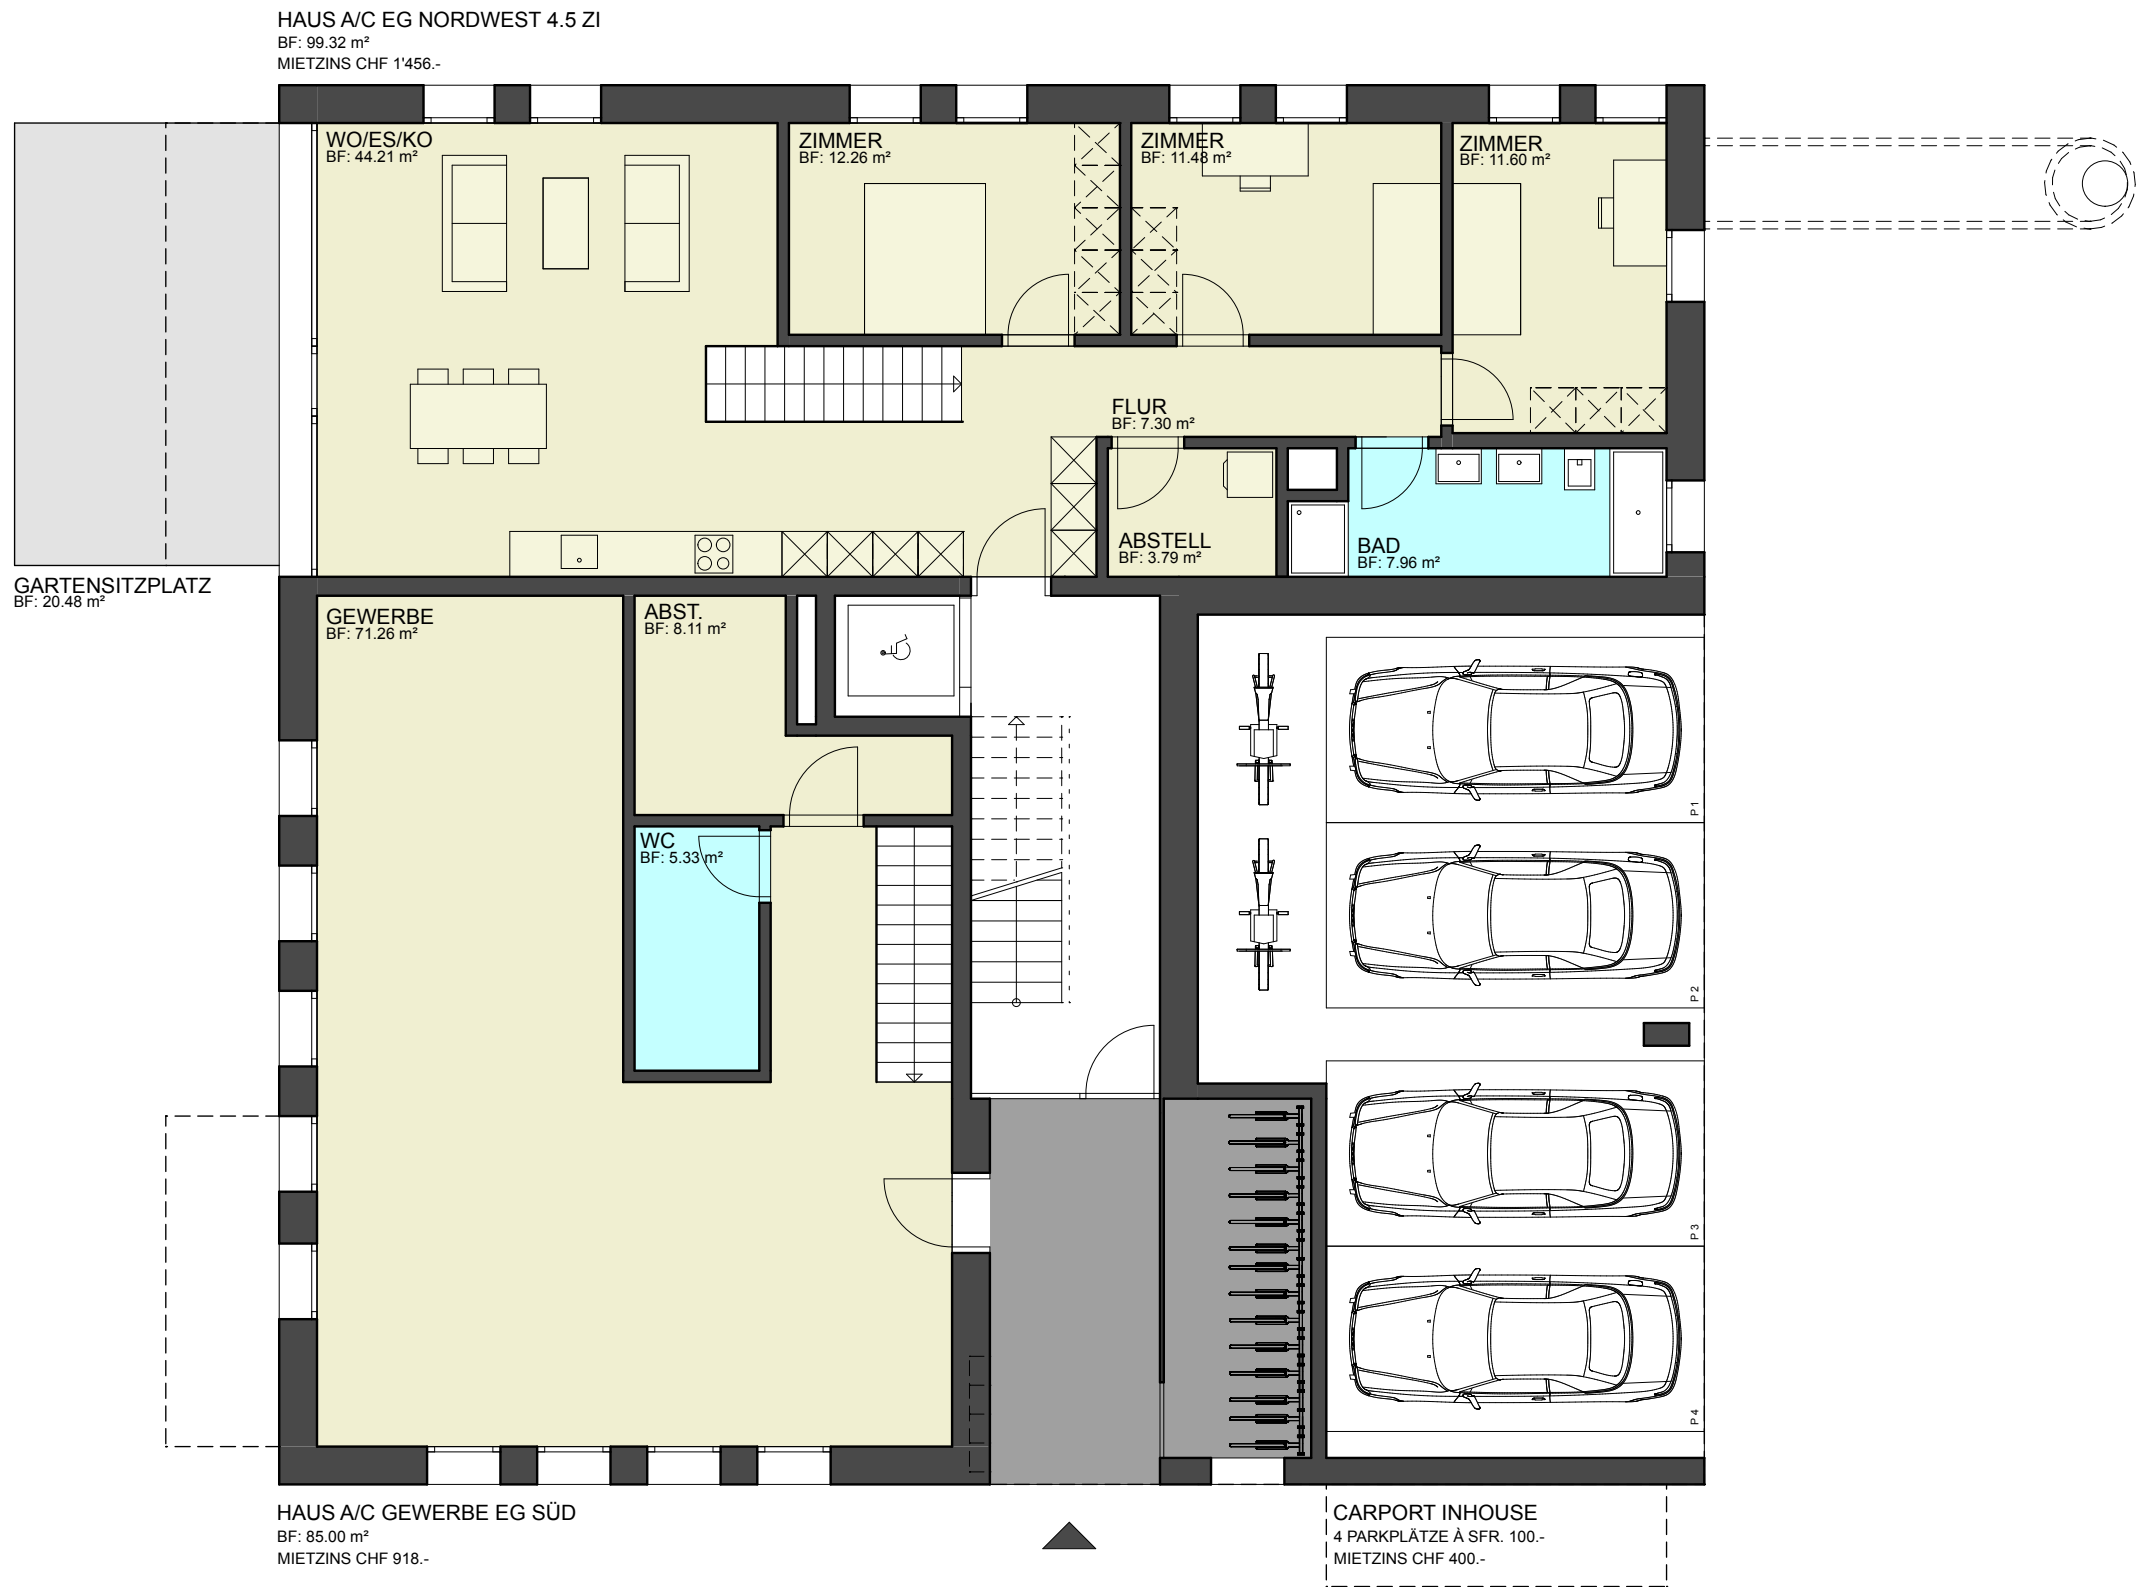 HAUS A/C EG NORDWEST 4.5 ZI
BF: 99.32 m²
MIETZINS CHF 1'456.-
WO/ES/KO
BF: 44.21 m²
ZIMMER
BF: 12.26 m²
ZIMMER
BF: 11.48 m²
ZIMMER
BF: 11.60 m²
FLUR
BF: 7.30 m²
ABSTELL
BF: 3.79 m²
BAD
BF: 7.96 m²
GARTENSITZPLATZ
BF: 20.48 m²
GEWERBE
BF: 71.26 m²
ABST.
BF: 8.11 m²
WC
BF: 5.33 m²
P 1
P 2
P 3
P 4
HAUS A/C GEWERBE EG SÜD
BF: 85.00 m²
MIETZINS CHF 918.-
CARPORT INHOUSE
4 PARKPLÄTZE À SFR. 100.-
MIETZINS CHF 400.-